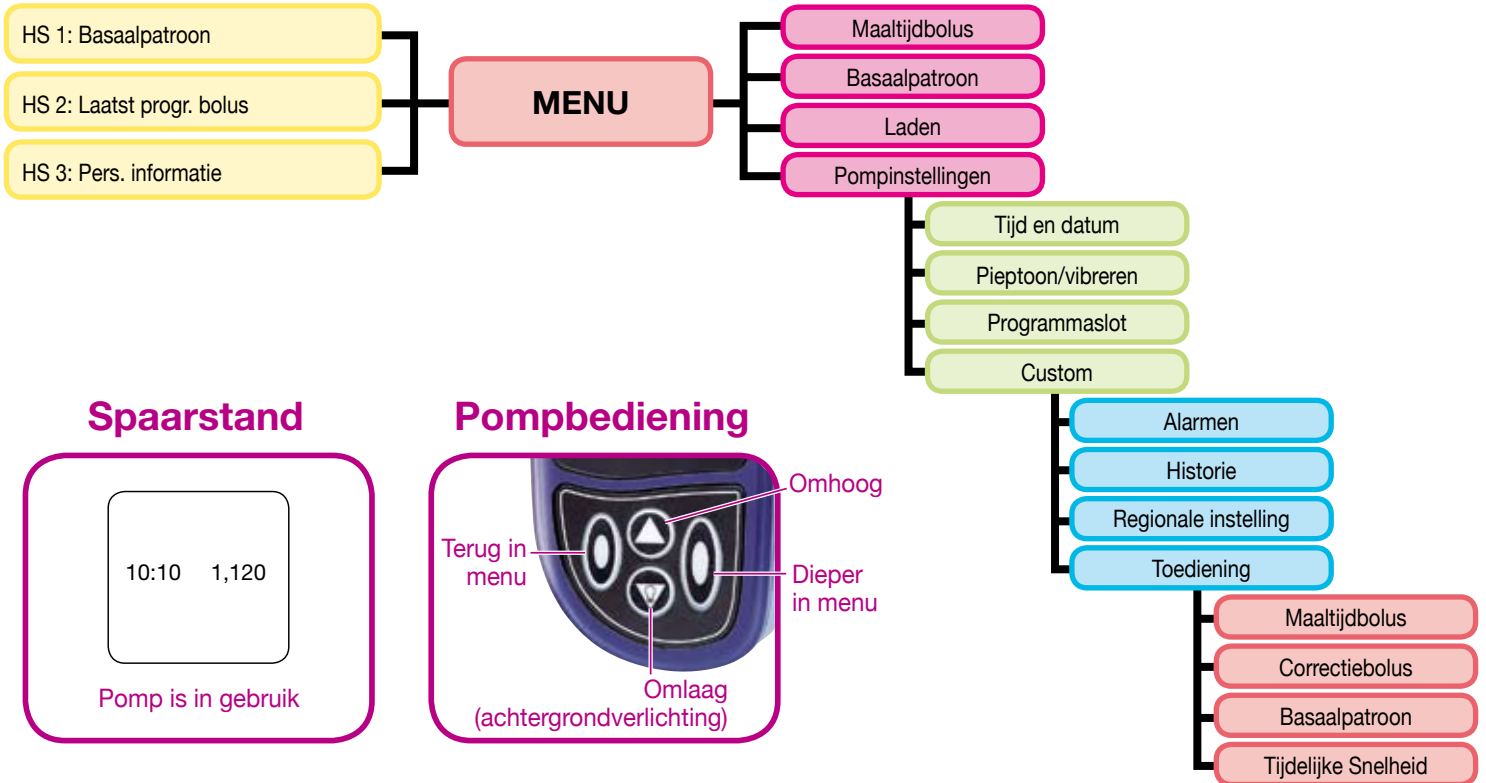 HS 1: Basaalpatroon
HS 2: Laatst progr. bolus
HS 3: Pers. informatie
MENU
Maaltijdbolus
Basaalpatroon
Laden
Pompinstellingen
Tijd en datum
Pieptoon/vibreren
Programmaslot
Custom
Alarmen
Historie
Regionale instelling
Toediening
Maaltijdbolus
Correctiebolus
Basaalpatroon
Tijdelijke Snelheid
Spaarstand
10:10 1,120
Pomp is in gebruik
Pompbediening
Omhoog
Terug in
menu
Dieper
in menu
Omlaag
(achtergrondverlichting)